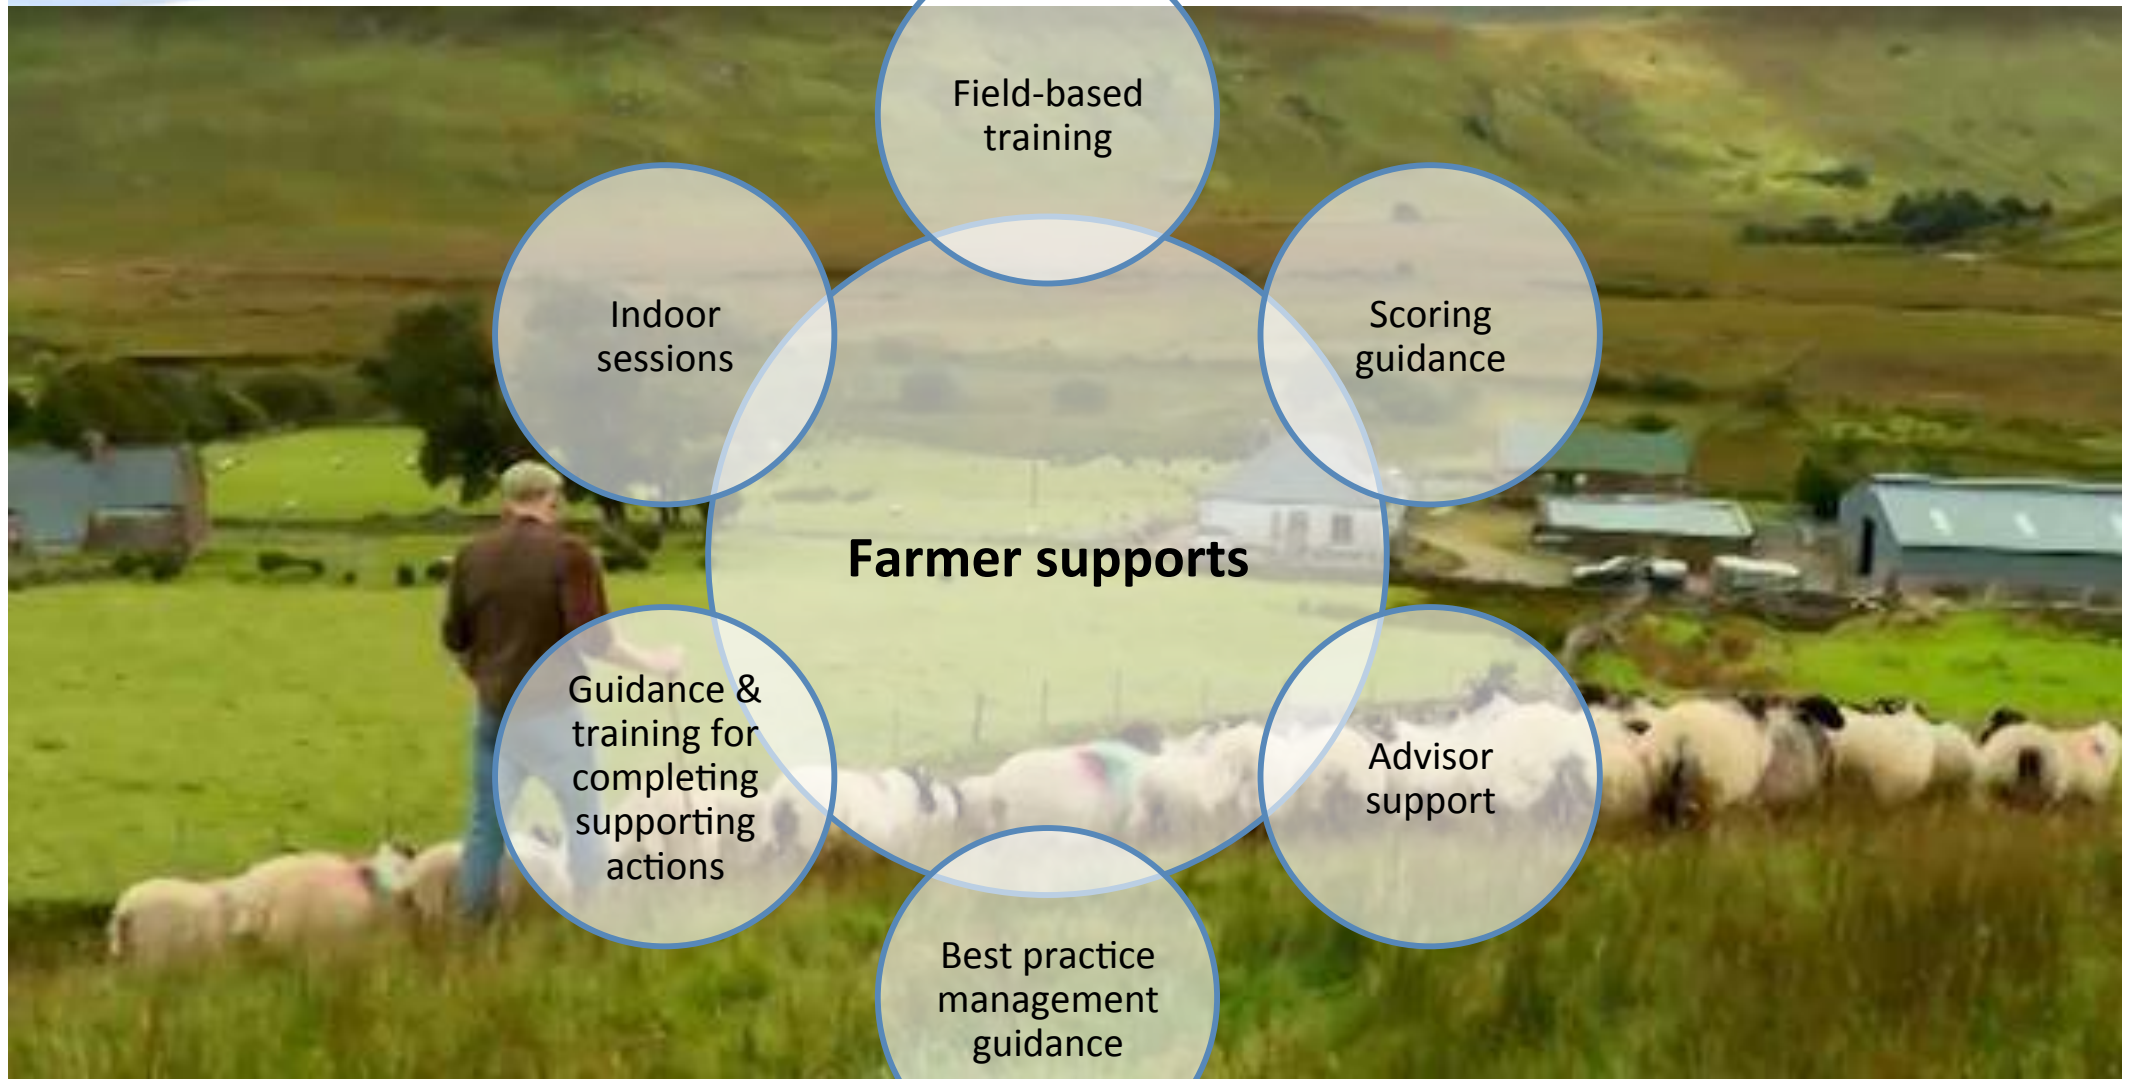 Field-based
training
Scoring
guidance
Advisor
support
Best practice
management
guidance
Guidance &
training for
completing
supporting
actions
Indoor
sessions
Farmer supports